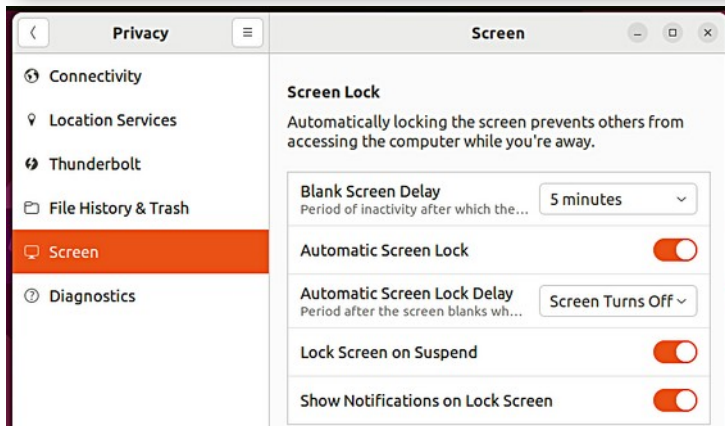 Privacy
Screen
Connectivity
Location Services
Thunderbolt
File History & Trash
Screen
Diagnostics
Screen Lock
Automatically locking the screen prevents others from
accessing the computer while you're away.
Blank Screen Delay
Period of inactivity after which the...
5 minutes
Automatic Screen Lock
Automatic Screen Lock Delay
Period after the screen blanks wh...
Screen Turns Off
Lock Screen on Suspend
Show Notifications on Lock Screen